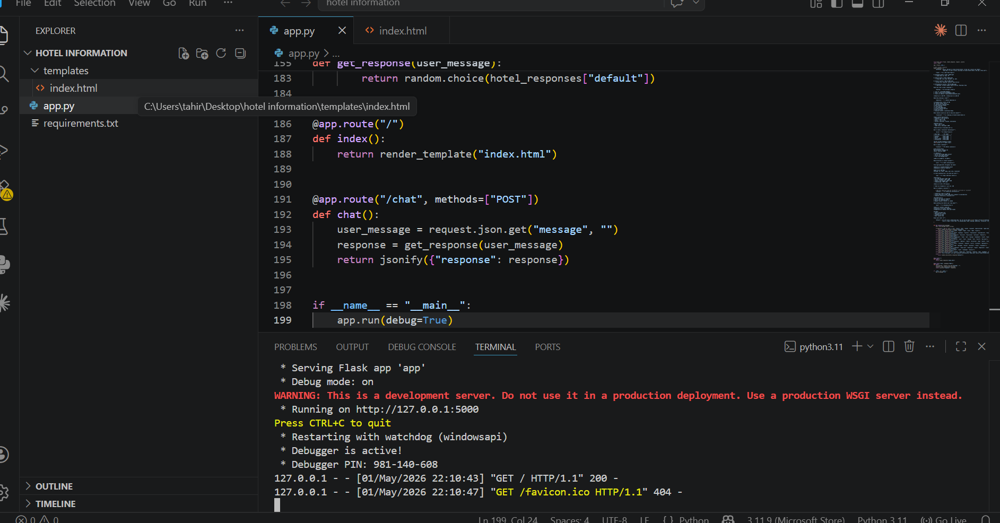 File Edit Selection View Go Run ···
hotel information
EXPLORER ···
HOTEL INFORMATION
templates
index.html
app.py
requirements.txt
C:\Users\tahir\Desktop\hotel information\templates\index.html
OUTLINE
TIMELINE
app.py
index.html
app.py > ...
155 def get_response(user_message):
183 return random.choice(hotel_responses["default"])
184
186 @app.route("/")
187 def index():
188 return render_template("index.html")
189
190
191 @app.route("/chat", methods=["POST"])
192 def chat():
193 user_message = request.json.get("message", "")
194 response = get_response(user_message)
195 return jsonify({"response": response})
196
197
198 if __name__ == "__main__":
199 app.run(debug=True)
PROBLEMS OUTPUT DEBUG CONSOLE TERMINAL PORTS
python3.11
* Serving Flask app 'app'
* Debug mode: on
WARNING: This is a development server. Do not use it in a production deployment. Use a production WSGI server instead.
* Running on http://127.0.0.1:5000
Press CTRL+C to quit
* Restarting with watchdog (windowsapi)
* Debugger is active!
* Debugger PIN: 981-140-608
127.0.0.1 - - [01/May/2026 22:10:43] "GET / HTTP/1.1" 200 -
127.0.0.1 - - [01/May/2026 22:10:47] "GET /favicon.ico HTTP/1.1" 404 -
0 0
Ln 199, Col 24 Spaces: 4 UTF-8 LF { } Python 3.11.9 (Microsoft Store) Python 3.11 Go Live